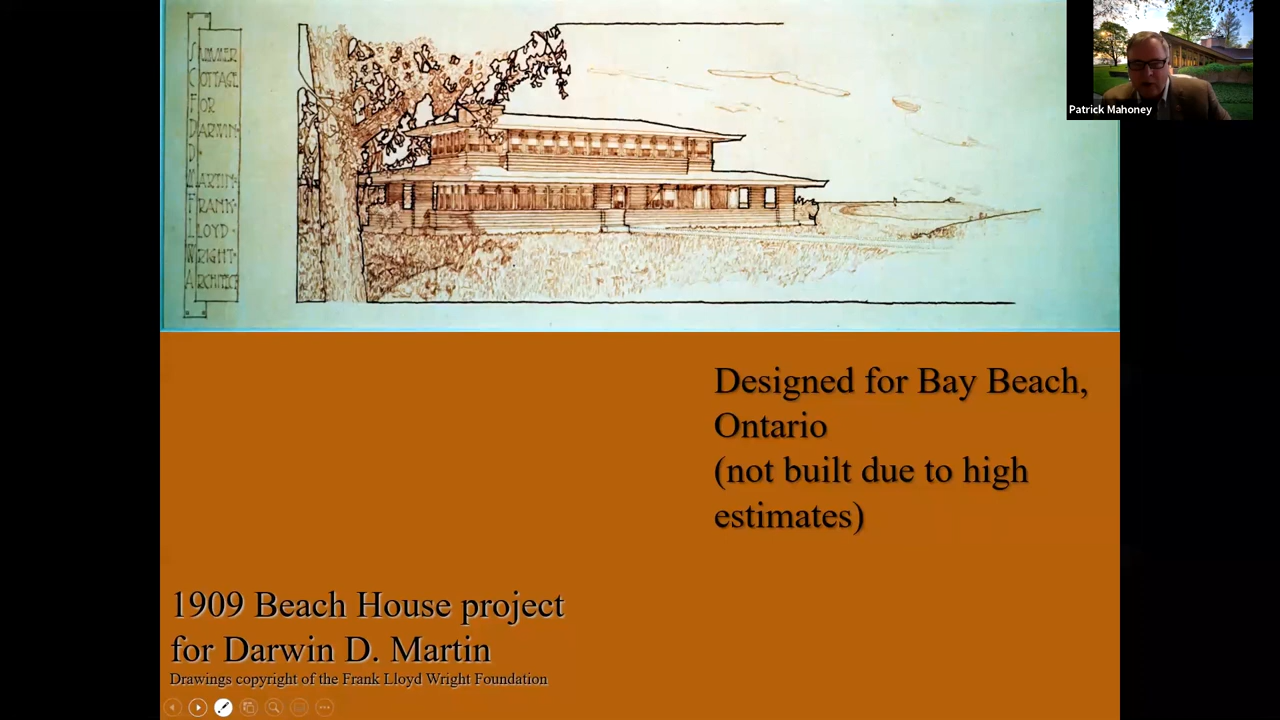 SUMMER
COTTAGE
FOR
DARWIN
D.
MARTIN
FRANK
LLOYD
WRIGHT
ARCHITECT
Patrick Mahoney
Designed for Bay Beach,
Ontario
(not built due to high
estimates)
1909 Beach House project
for Darwin D. Martin
Drawings copyright of the Frank Lloyd Wright Foundation